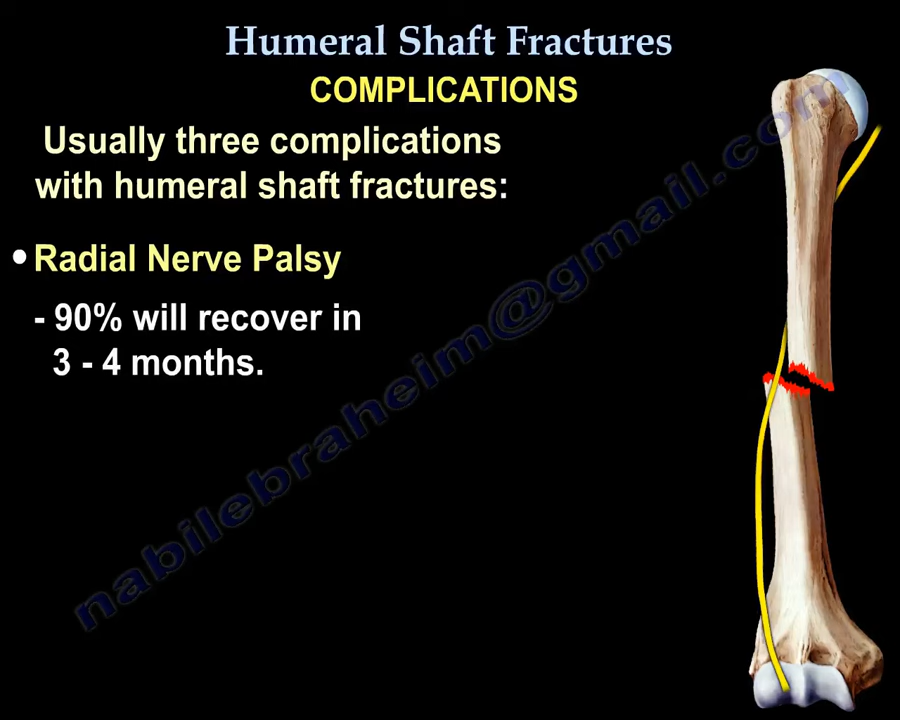 Humeral Shaft Fractures
COMPLICATIONS
Usually three complications
with humeral shaft fractures:
• Radial Nerve Palsy
- 90% will recover in
3 - 4 months.
nabilebraheim@gmail.com